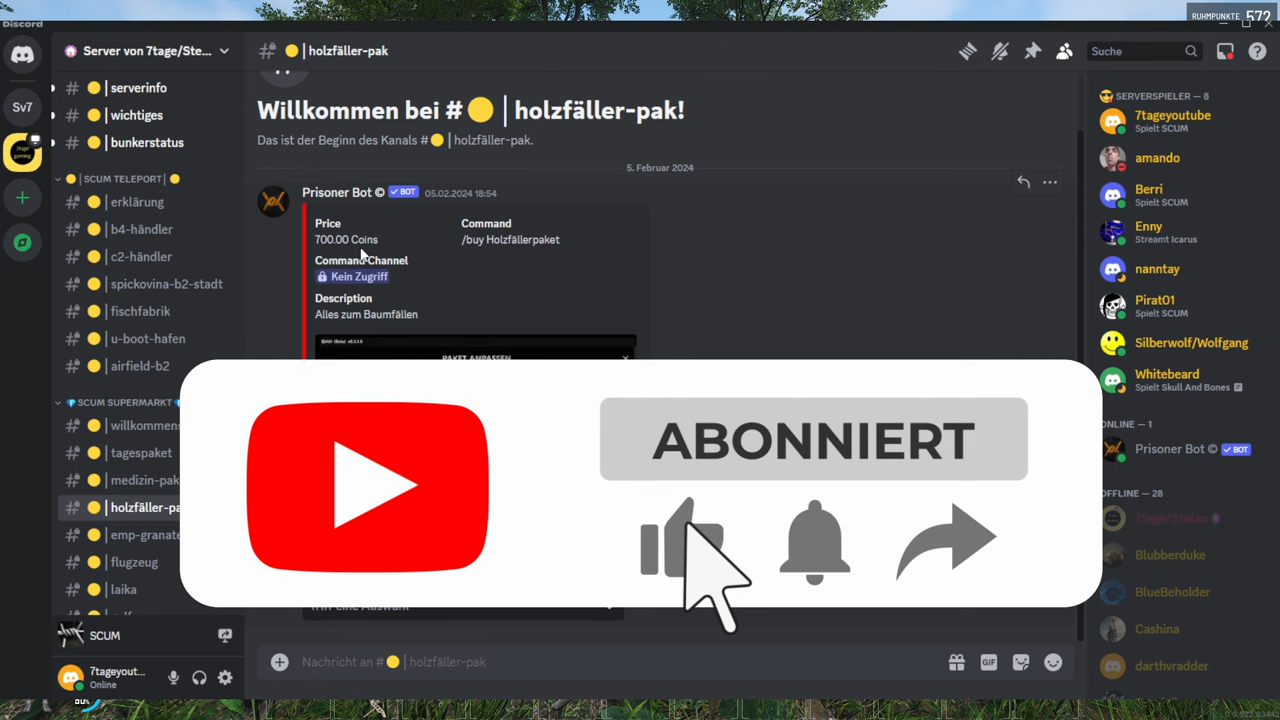 RUHMPUNKTE 572
Discord
Server von 7tage/Ste...
# | holzfäller-pak
Suche
Sv7
# | serverinfo
# | wichtiges
# | bunkerstatus
| SCUM TELEPORT |
# | erklärung
# | b4-händler
# | c2-händler
# | spickovina-b2-stadt
# | fischfabrik
# | u-boot-hafen
# | airfield-b2
SCUM SUPERMARKT
# | willkommens
# | tagespaket
# | medizin-pak
# | holzfäller-pa
# | emp-granate
# | flugzeug
# | laika
SCUM
7tageyout...
Online
Willkommen bei # | holzfäller-pak!
Das ist der Beginn des Kanals # | holzfäller-pak.
5. Februar 2024
Prisoner Bot © BOT 05.02.2024 18:54
Price
700.00 Coins
Command
/buy Holzfällerpaket
Command Channel
Kein Zugriff
Description
Alles zum Baumfällen
PAKET ANPASSEN
ABONNIERT
Triff eine Auswahl
Nachricht an # | holzfäller-pak
GIF
SERVERSPIELER — 8
7tageyoutube
Spielt SCUM
amando
Berri
Spielt SCUM
Enny
Streamt Icarus
nanntay
Pirat01
Spielt SCUM
Silberwolf/Wolfgang
Whitebeard
Spielt Skull And Bones
ONLINE — 1
Prisoner Bot © BOT
OFFLINE — 28
7tage/Stefan
Blubberduke
BlueBeholder
Cashina
darthvradder